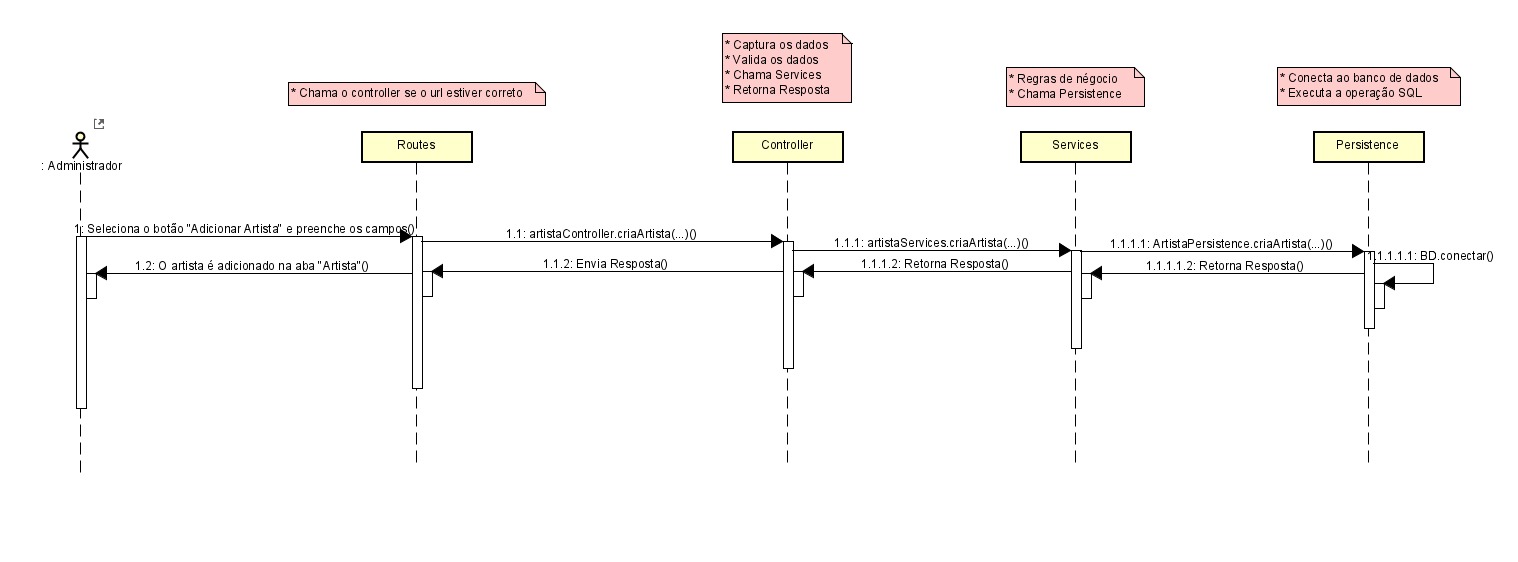 * Captura os dados
* Valida os dados
* Chama Services
* Retorna Resposta
* Regras de négocio
* Chama Persistence
* Conecta ao banco de dados
* Executa a operação SQL
* Chama o controller se o url estiver correto
: Administrador
Routes
Controller
Services
Persistence
1: Seleciona o botão "Adicionar Artista" e preenche os campos()
1.1: artistaController.criaArtista(...)()
1.1.1: artistaServices.criaArtista(...)()
1.1.1.1: ArtistaPersistence.criaArtista(...)()
1.1.1.1.1: BD.conectar()
1.2: O artista é adicionado na aba "Artista"()
1.1.2: Envia Resposta()
1.1.1.2: Retorna Resposta()
1.1.1.1.2: Retorna Resposta()